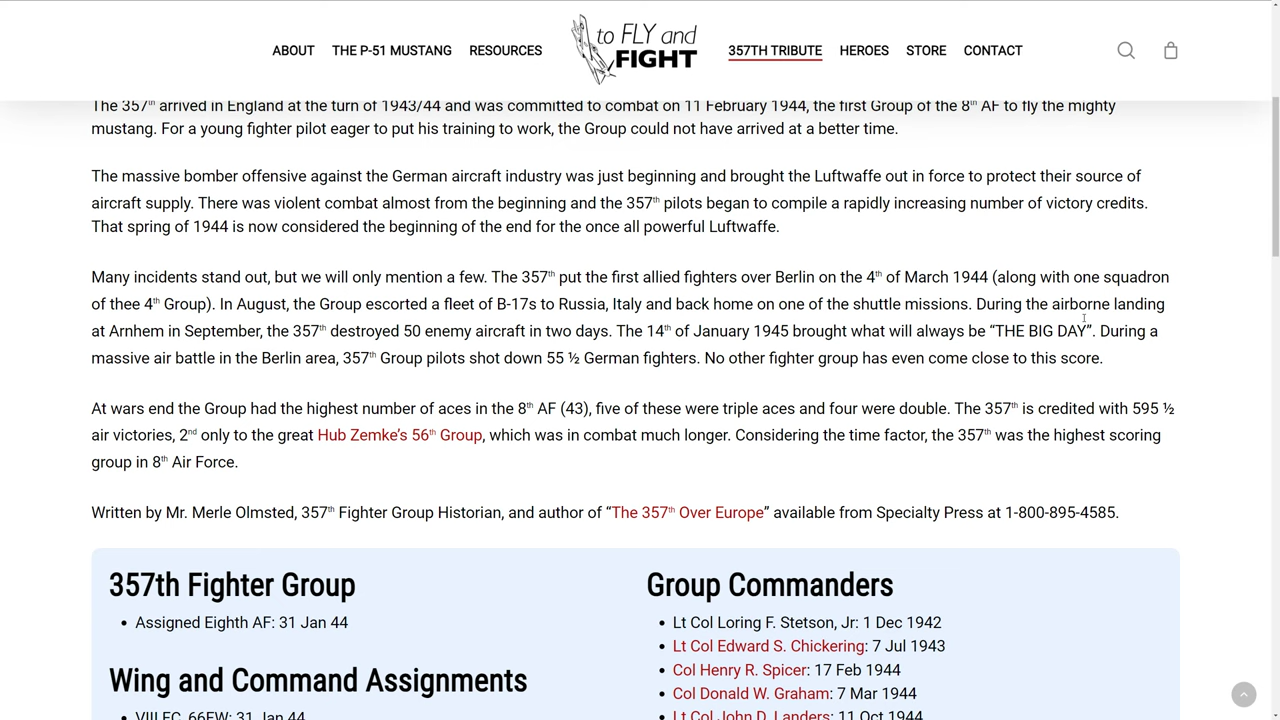 ABOUT THE P-51 MUSTANG RESOURCES to FLY and FIGHT 357TH TRIBUTE HEROES STORE CONTACT
The 357th arrived in England at the turn of 1943/44 and was committed to combat on 11 February 1944, the first Group of the 8th AF to fly the mighty
mustang. For a young fighter pilot eager to put his training to work, the Group could not have arrived at a better time.
The massive bomber offensive against the German aircraft industry was just beginning and brought the Luftwaffe out in force to protect their source of
aircraft supply. There was violent combat almost from the beginning and the 357th pilots began to compile a rapidly increasing number of victory credits.
That spring of 1944 is now considered the beginning of the end for the once all powerful Luftwaffe.
Many incidents stand out, but we will only mention a few. The 357th put the first allied fighters over Berlin on the 4th of March 1944 (along with one squadron
of thee 4th Group). In August, the Group escorted a fleet of B-17s to Russia, Italy and back home on one of the shuttle missions. During the airborne landing
at Arnhem in September, the 357th destroyed 50 enemy aircraft in two days. The 14th of January 1945 brought what will always be “THE BIG DAY”. During a
massive air battle in the Berlin area, 357th Group pilots shot down 55 ½ German fighters. No other fighter group has even come close to this score.
At wars end the Group had the highest number of aces in the 8th AF (43), five of these were triple aces and four were double. The 357th is credited with 595 ½
air victories, 2nd only to the great Hub Zemke’s 56th Group, which was in combat much longer. Considering the time factor, the 357th was the highest scoring
group in 8th Air Force.
Written by Mr. Merle Olmsted, 357th Fighter Group Historian, and author of “The 357th Over Europe” available from Specialty Press at 1-800-895-4585.
357th Fighter Group
• Assigned Eighth AF: 31 Jan 44
Wing and Command Assignments
• VIII FC, 66FW: 31 Jan 44
Group Commanders
• Lt Col Loring F. Stetson, Jr: 1 Dec 1942
• Lt Col Edward S. Chickering: 7 Jul 1943
• Col Henry R. Spicer: 17 Feb 1944
• Col Donald W. Graham: 7 Mar 1944
• Lt Col John D. Landers: 11 Oct 1944